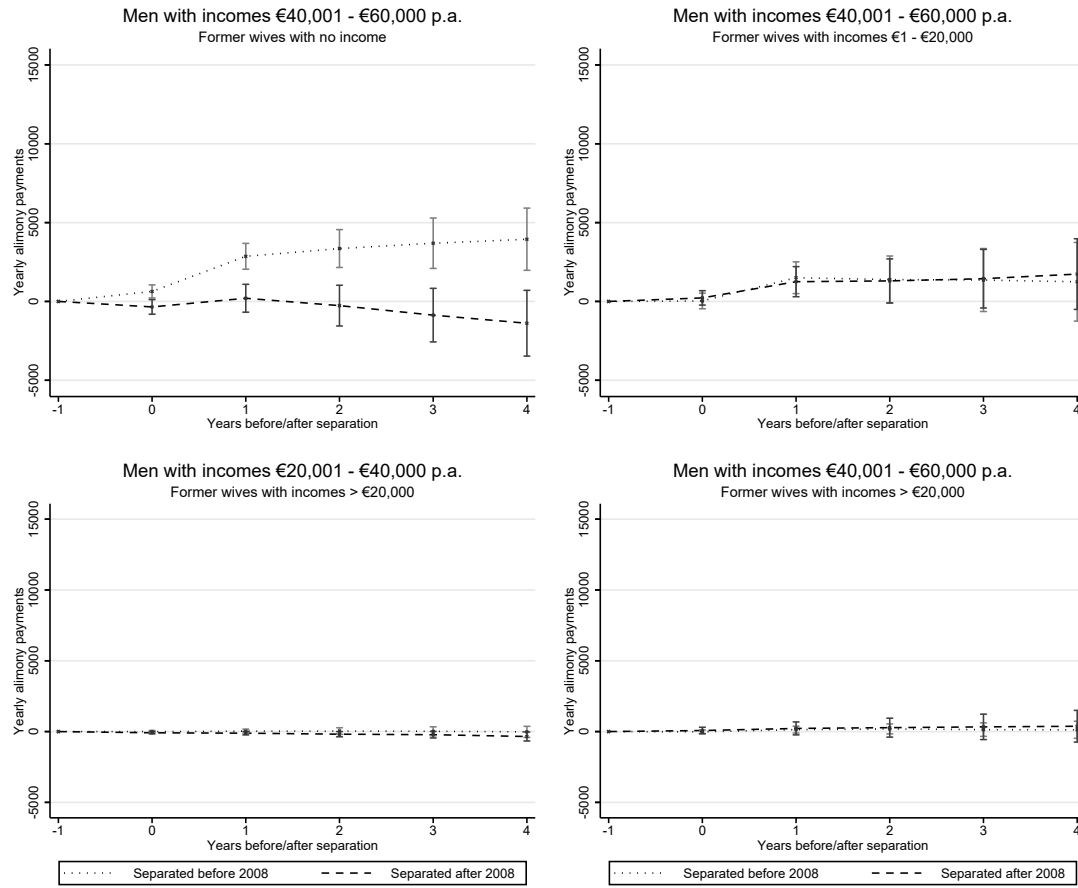 Men with incomes €40,001 - €60,000 p.a.
Former wives with no income
Yearly alimony payments
15000
10000
5000
0
-5000
-1 0 1 2 3 4
Years before/after separation
Men with incomes €40,001 - €60,000 p.a.
Former wives with incomes €1 - €20,000
Yearly alimony payments
15000
10000
5000
0
-5000
-1 0 1 2 3 4
Years before/after separation
Men with incomes €20,001 - €40,000 p.a.
Former wives with incomes > €20,000
Yearly alimony payments
15000
10000
5000
0
-5000
-1 0 1 2 3 4
Years before/after separation
Separated before 2008 Separated after 2008
Men with incomes €40,001 - €60,000 p.a.
Former wives with incomes > €20,000
Yearly alimony payments
15000
10000
5000
0
-5000
-1 0 1 2 3 4
Years before/after separation
Separated before 2008 Separated after 2008